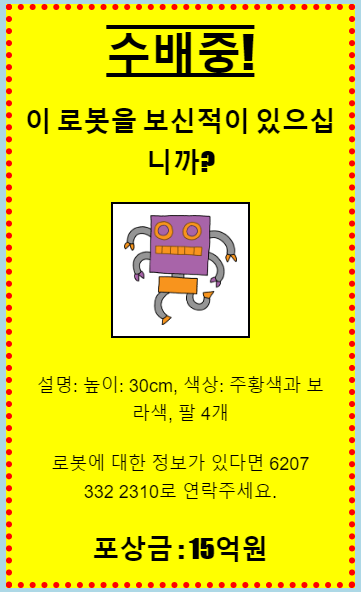 수배중!
이 로봇을 보신적이 있으십
니까?
설명: 높이: 30cm, 색상: 주황색과 보
라색, 팔 4개
로봇에 대한 정보가 있다면 6207
332 2310로 연락주세요.
포상금 : 15억원